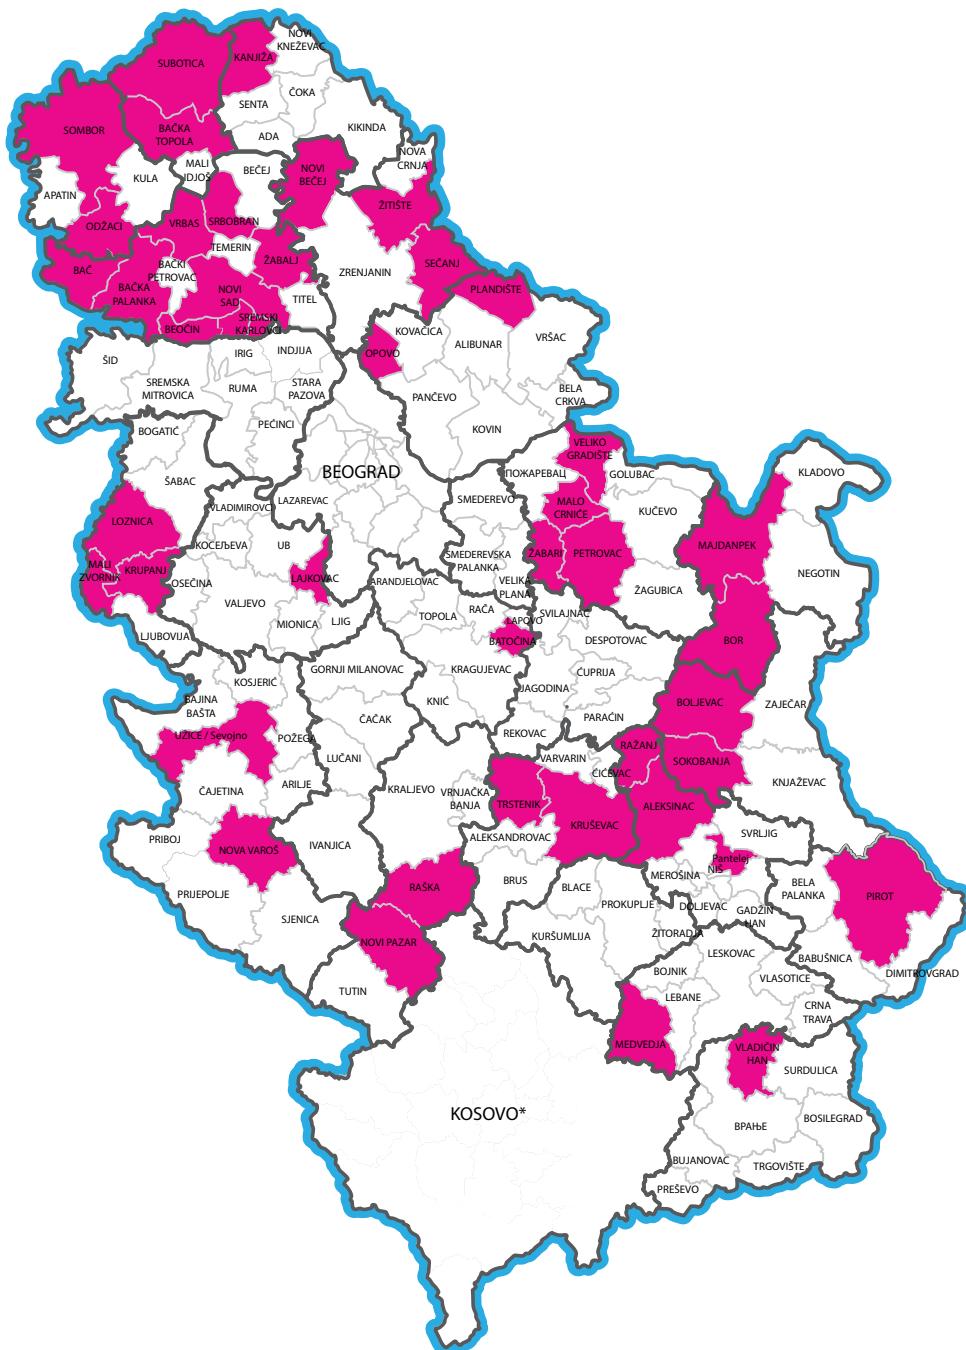 NOVI
KNEŽEVAC
SUBOTICA
KANJIŽA
ČOKA
SENTA
SOMBOR
BAČKA
TOPOLA
KIKINDA
ADA
NOVA
CRNJA
MALI
IDJOŠ
BEČEJ
NOVI
BEČEJ
KULA
APATIN
ŽITIŠTE
ODŽACI
VRBAS
SRBOBRAN
TEMERIN
ŽABALJ
SEČANJ
ZRENJANIN
BAČ
BAČKI
PETROVAC
BAČKA
PALANKA
NOVI
SAD
PLANDIŠTE
TITEL
SREMSKI
KARLOVCI
BEOČIN
KOVAČICA
VRŠAC
ALIBUNAR
OPOVO
ŠID
IRIG
INDJIJA
SREMSKA
MITROVICA
RUMA
STARA
PAZOVA
PANČEVO
BELA
CRKVA
PEČINCI
KOVIN
BOGATIĆ
VELIKO
GRADIŠTE
BEOGRAD
ПОЖАРЕВАЦ
GOLUBAC
KLADOVO
ŠABAC
SMEDEREVO
LAZAREVAC
VLADIMIROVCI
MALO
CRNIĆE
KUČEVO
LOZNICA
KOCELJEVA
UB
MAJDANPEK
SMEDEREVSKA
PALANKA
ŽABARI
PETROVAC
NEGOTIN
MALI
ZVORNIK
KRUPANJ
OSEČINA
LAJKOVAC
ARANDJELOVAC
VELIKA
PLANA
ŽAGUBICA
VALJEVO
RAČA
SVILAJNAC
MIONICA
LJIG
TOPOLA
LAPOVO
LJUBOVIJA
BATOČINA
DESPOTOVAC
BOR
GORNJI MILANOVAC
KRAGUJEVAC
ĆUPRIJA
KOSJERIĆ
JAGODINA
BAJINA
BAŠTA
KNIĆ
BOLJEVAC
ZAJEČAR
ČAČAK
PARAĆIN
UŽICE / Sevojno
POŽEGA
REKOVAC
RAŽANJ
LUČANI
VARVARIN
SOKOBANJA
ĆIĆEVAC
KNJAŽEVAC
ARILJE
KRALJEVO
VRNJAČKA
BANJA
ČAJETINA
TRSTENIK
ALEKSINAC
KRUŠEVAC
PRIBOJ
NOVA VAROŠ
IVANJICA
ALEKSANDROVAC
SVRLJIG
Pantelej
NIŠ
MEROŠINA
BRUS
BLACE
RAŠKA
BELA
PALANKA
PIROT
PRIJEPOLJE
PROKUPLJE
DOLJEVAC
GADŽIN
HAN
SJENICA
ŽITORADJA
NOVI PAZAR
KURŠUMLIJA
LESKOVAC
BABUŠNICA
BOJNIK
DIMITROVGRAD
VLASOTICE
TUTIN
LEBANE
CRNA
TRAVA
MEDVEDJA
VLADIČIN
HAN
SURDULICA
KOSOVO*
ВРАЊЕ
BOSILEGRAD
BUJANOVAC
TRGOVIŠTE
PREŠEVO